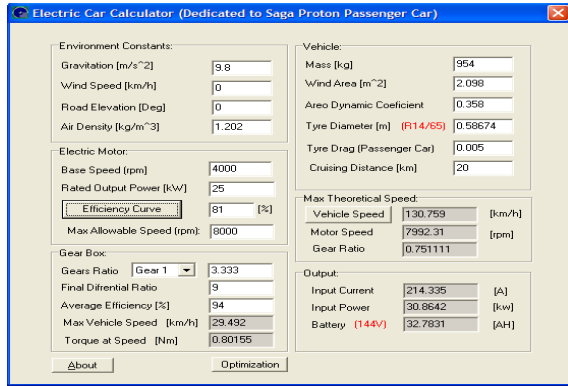 Electric Car Calculator (Dedicated to Saga Proton Passenger Car)
Environment Constants:
Gravitation [m/s^2] 9.8
Wind Speed [km/h] 0
Road Elevation [Deg] 0
Air Density [kg/m^3] 1.202
Electric Motor:
Base Speed (rpm) 4000
Rated Output Power [kW] 25
Efficiency Curve 81 [%]
Max Allowable Speed (rpm): 8000
Gear Box:
Gears Ratio Gear 1 3.333
Final Difrential Ratio 9
Average Efficiency [%] 94
Max Vehicle Speed [km/h] 29.492
Torque at Speed [Nm] 0.80155
About Optimization
Vehicle:
Mass [kg] 954
Wind Area [m^2] 2.098
Areo Dynamic Coeficient 0.358
Tyre Diameter [m] (R14/65) 0.58674
Tyre Drag (Passenger Car) 0.005
Cruising Distance [km] 20
Max Theoretical Speed:
Vehicle Speed 130.759 [km/h]
Motor Speed 7992.31 [rpm]
Gear Ratio 0.751111
Output:
Input Current 214.335 [A]
Input Power 30.8642 [kw]
Battery (144V) 32.7831 [AH]